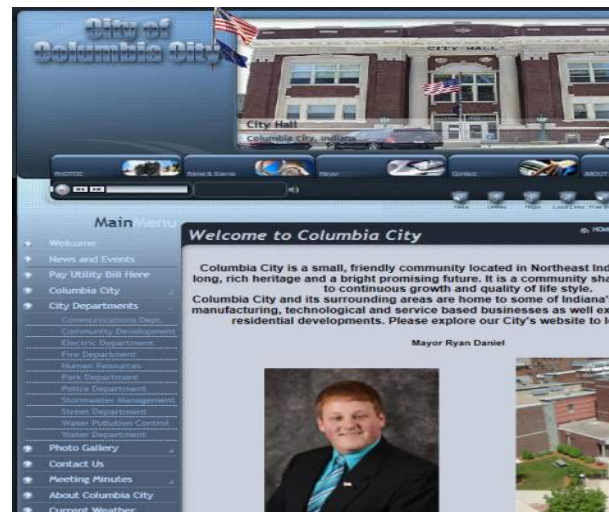 City of
Columbia City
CITY HALL
City Hall
Columbia City, Indiana
PHOTOS
News & Events
Mayor
Contact
ABOUT
Main Menu
HOM
Welcome to Columbia City
Welcome
News and Events
Pay Utility Bill Here
Columbia City
City Departments
Communications Dept.
Community Development
Electric Department
Fire Department
Human Resources
Park Department
Police Department
Stormwater Management
Street Department
Water Pollution Control
Water Department
Photo Gallery
Contact Us
Meeting Minutes
About Columbia City
Current Weather
Columbia City is a small, friendly community located in Northeast Ind
long, rich heritage and a bright promising future. It is a community sha
to continuous growth and quality of life style.
Columbia City and its surrounding areas are home to some of Indiana'
manufacturing, technological and service based businesses as well ex
residential developments. Please explore our City's website to l
Mayor Ryan Daniel